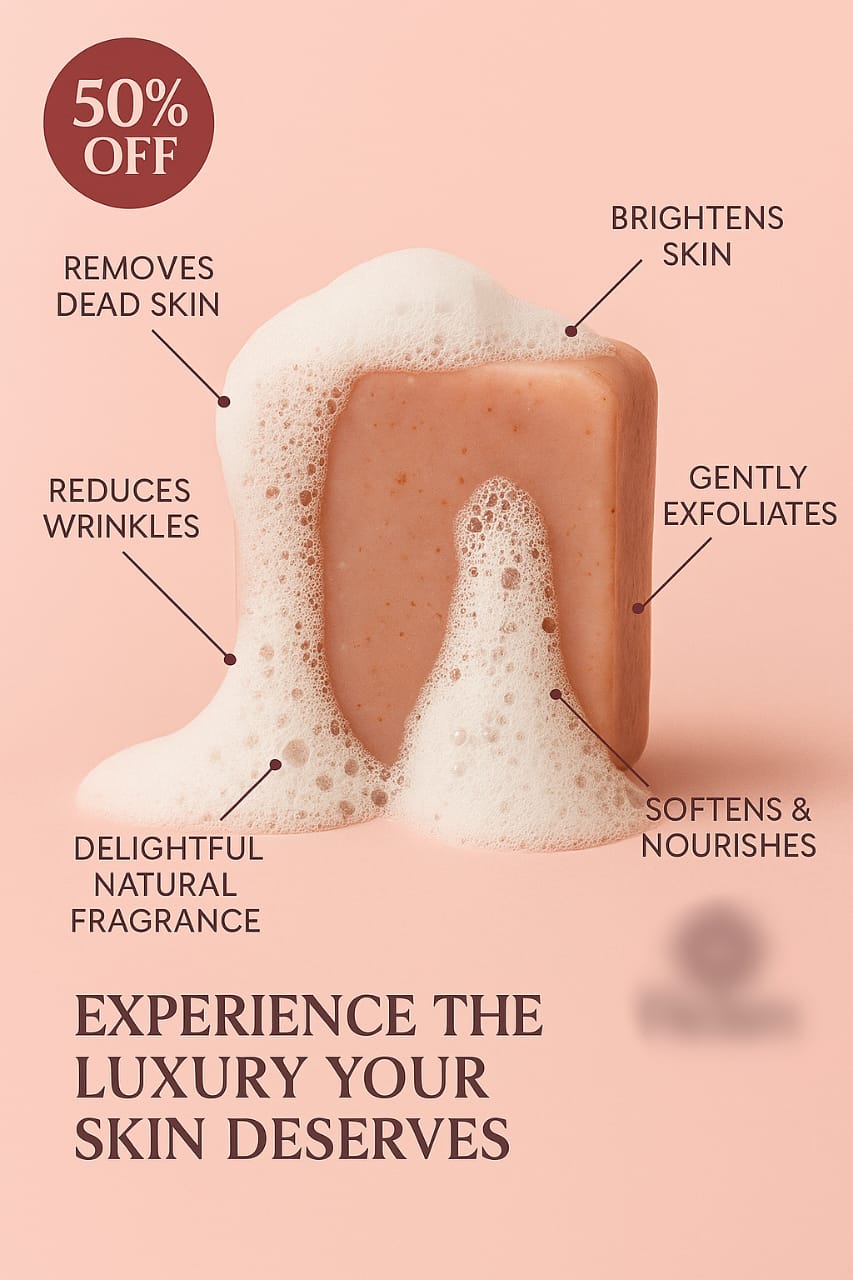 50%
OFF
BRIGHTENS
SKIN
REMOVES
DEAD SKIN
REDUCES
WRINKLES
GENTLY
EXFOLIATES
SOFTENS &
NOURISHES
DELIGHTFUL
NATURAL
FRAGRANCE
EXPERIENCE THE
LUXURY YOUR
SKIN DESERVES